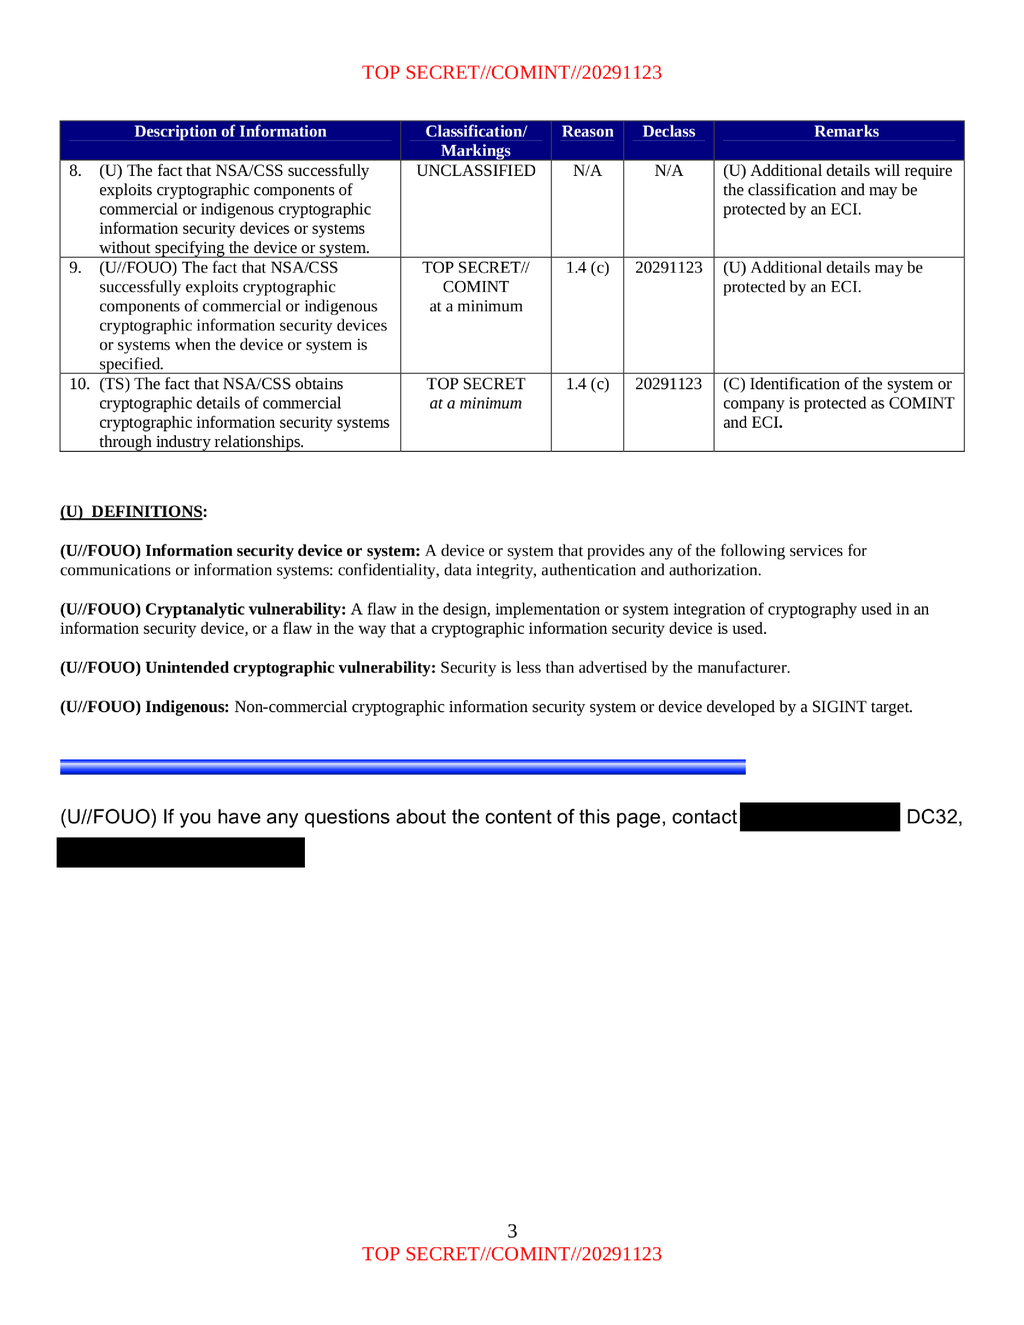 TOP SECRET//COMINT//20291123
Description of Information
Classification/
Markings
Reason
Declass
Remarks
8. (U) The fact that NSA/CSS successfully
exploits cryptographic components of
commercial or indigenous cryptographic
information security devices or systems
without specifying the device or system.
UNCLASSIFIED
N/A
N/A
(U) Additional details will require
the classification and may be
protected by an ECI.
9. (U//FOUO) The fact that NSA/CSS
successfully exploits cryptographic
components of commercial or indigenous
cryptographic information security devices
or systems when the device or system is
specified.
TOP SECRET//
COMINT
at a minimum
1.4 (c)
20291123
(U) Additional details may be
protected by an ECI.
10. (TS) The fact that NSA/CSS obtains
cryptographic details of commercial
cryptographic information security systems
through industry relationships.
TOP SECRET
at a minimum
1.4 (c)
20291123
(C) Identification of the system or
company is protected as COMINT
and ECI.
(U) DEFINITIONS:
(U//FOUO) Information security device or system: A device or system that provides any of the following services for
communications or information systems: confidentiality, data integrity, authentication and authorization.
(U//FOUO) Cryptanalytic vulnerability: A flaw in the design, implementation or system integration of cryptography used in an
information security device, or a flaw in the way that a cryptographic information security device is used.
(U//FOUO) Unintended cryptographic vulnerability: Security is less than advertised by the manufacturer.
(U//FOUO) Indigenous: Non-commercial cryptographic information security system or device developed by a SIGINT target.
(U//FOUO) If you have any questions about the content of this page, contact DC32,
3
TOP SECRET//COMINT//20291123